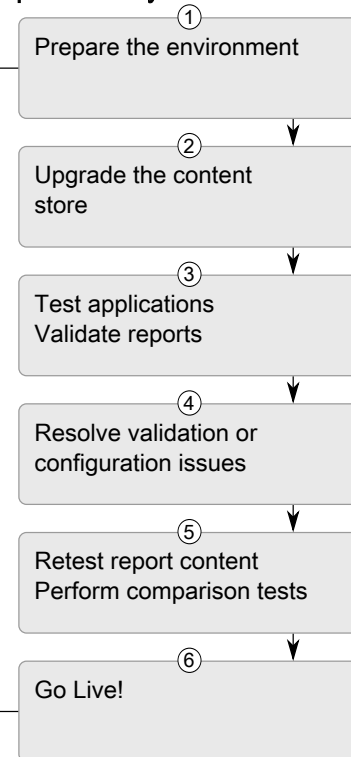 ①
Prepare the environment
②
Upgrade the content
store
③
Test applications
Validate reports
④
Resolve validation or
configuration issues
⑤
Retest report content
Perform comparison tests
⑥
Go Live!